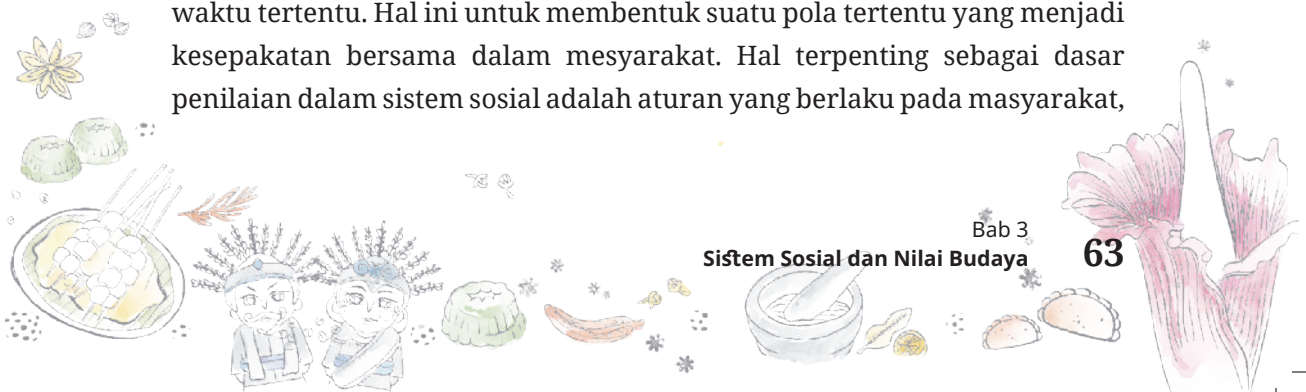 waktu tertentu. Hal ini untuk membentuk suatu pola tertentu yang menjadi
kesepakatan bersama dalam mesyarakat. Hal terpenting sebagai dasar
penilaian dalam sistem sosial adalah aturan yang berlaku pada masyarakat,
Bab 3
Sistem Sosial dan Nilai Budaya
63